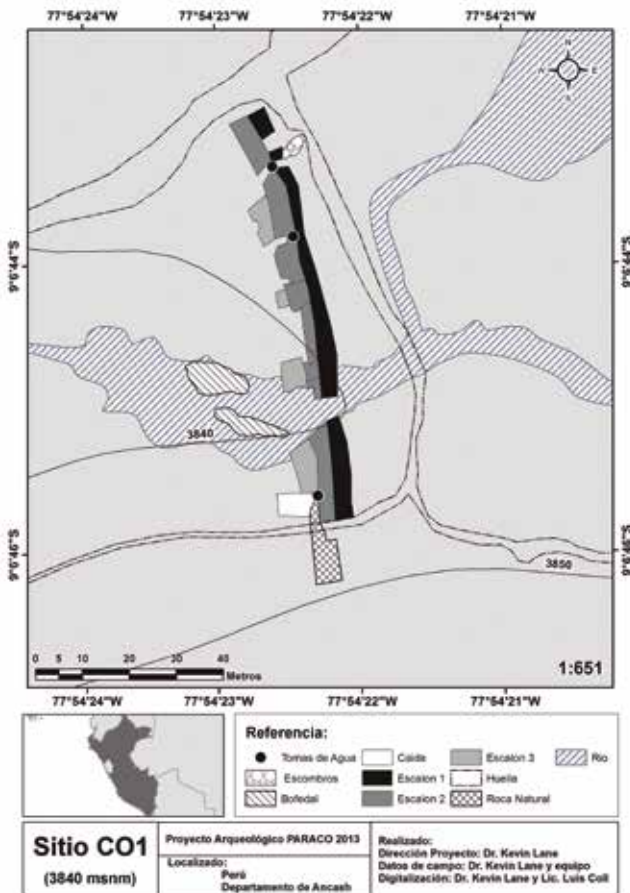 77°54'24"W 77°54'23"W 77°54'22"W 77°54'21"W
N
E
S
9°6'44"S 9°6'44"S
3840
9°6'46"S 9°6'46"S
3850
0 5 10 20 30 40
Metros
1:651
77°54'24"W 77°54'23"W 77°54'22"W 77°54'21"W
Referencia:
Tomas de Agua Caida Escalon 3 Rio
Escombros Escalon 1 Huella
Bofedal Escalon 2 Roca Natural
Sitio CO1
(3840 msnm)
Proyecto Arqueológico PARACO 2013
Localizado:
Perú
Departamento de Ancash
Realizado:
Dirección Proyecto: Dr. Kevin Lane
Datos de campo: Dr. Kevin Lane y equipo
Digitalización: Dr. Kevin Lane y Lic. Luis Coll